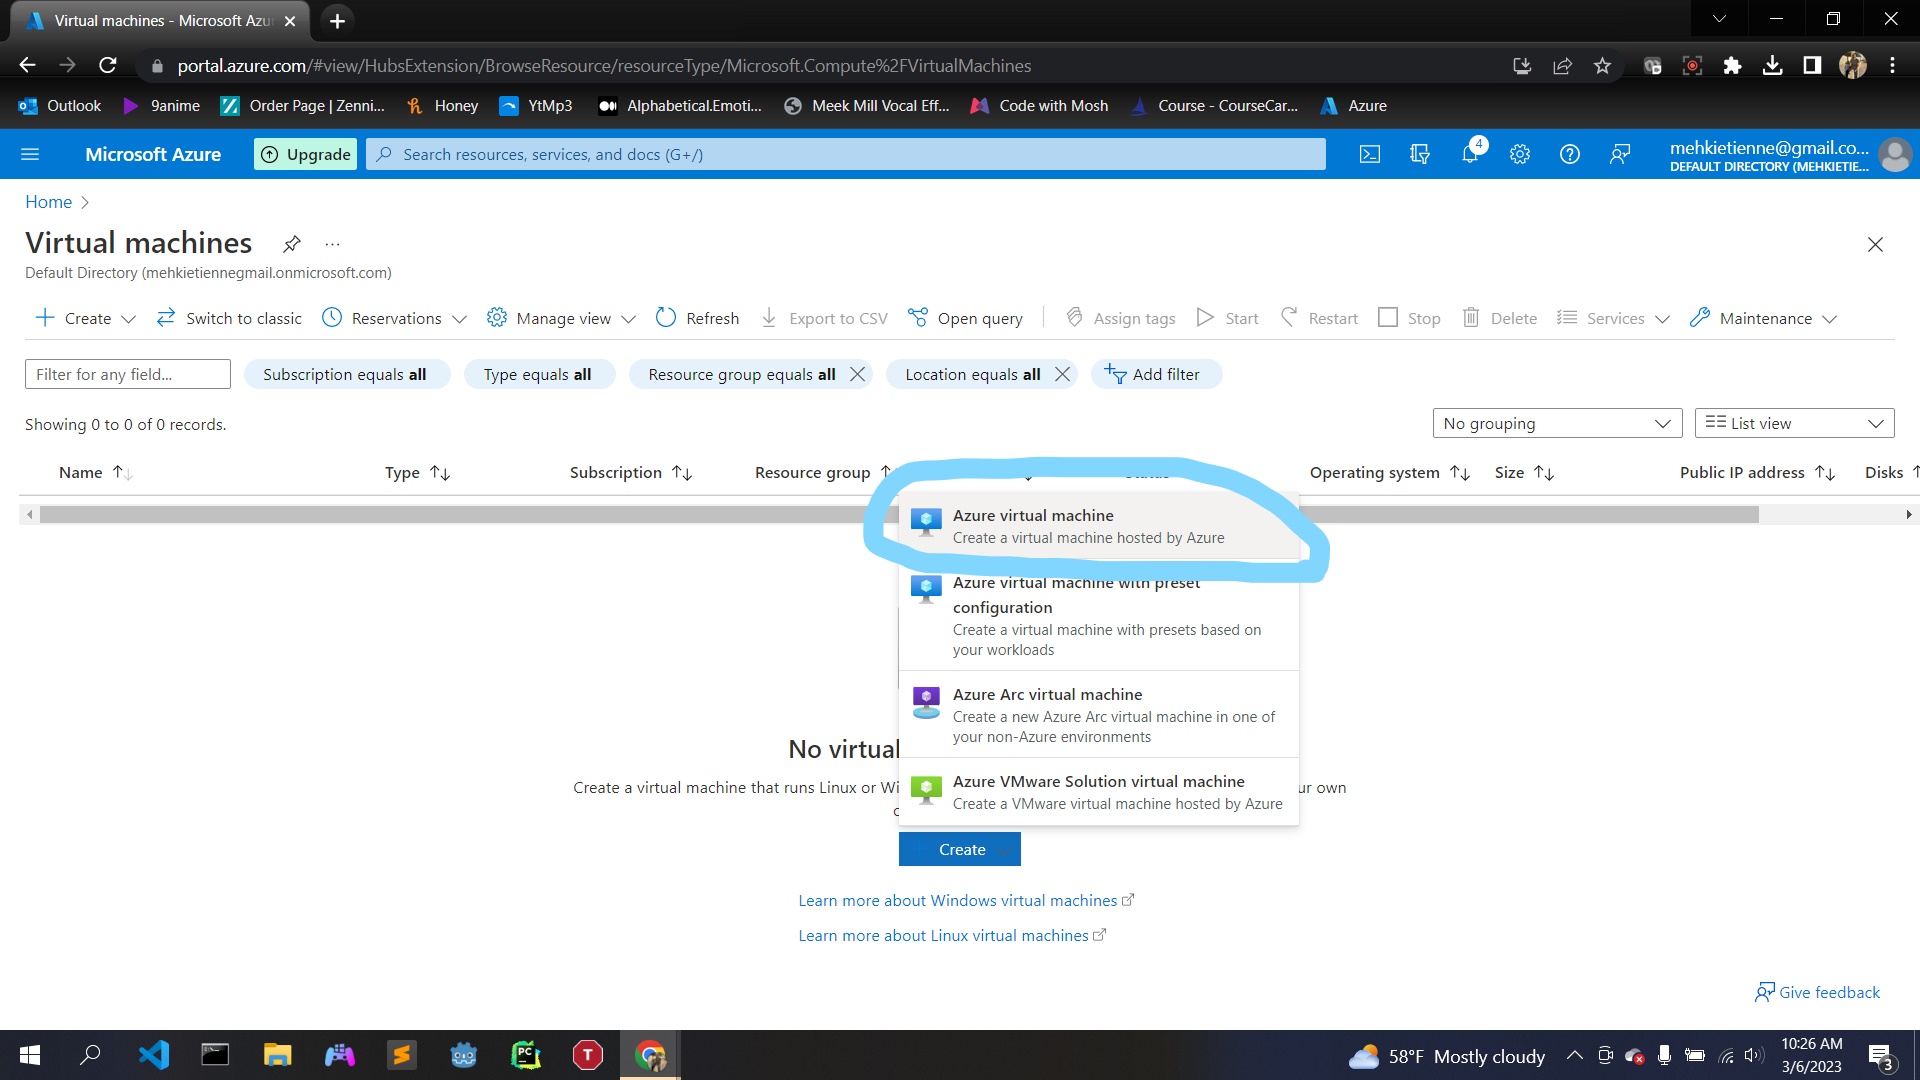 Virtual machines - Microsoft Azu
portal.azure.com/#view/HubsExtension/BrowseResource/resourceType/Microsoft.Compute%2FVirtualMachines
Outlook 9anime Order Page | Zenni... Honey YtMp3 Alphabetical.Emoti... Meek Mill Vocal Eff... Code with Mosh Course - CourseCar... Azure
Microsoft Azure Upgrade Search resources, services, and docs (G+/) 4 mehkietienne@gmail.co...
DEFAULT DIRECTORY (MEHKIETIE...
Home >
Virtual machines ...
Default Directory (mehkietiennegmail.onmicrosoft.com)
Create Switch to classic Reservations Manage view Refresh Export to CSV Open query Assign tags Start Restart Stop Delete Services Maintenance
Filter for any field... Subscription equals all Type equals all Resource group equals all Location equals all Add filter
Showing 0 to 0 of 0 records. No grouping List view
Name Type Subscription Resource group Operating system Size Public IP address Disks
Azure virtual machine
Create a virtual machine hosted by Azure
Azure virtual machine with preset
configuration
Create a virtual machine with presets based on
your workloads
Azure Arc virtual machine
Create a new Azure Arc virtual machine in one of
your non-Azure environments
No virtual
Azure VMware Solution virtual machine
Create a virtual machine that runs Linux or Wi
Create a VMware virtual machine hosted by Azure
ur own
Create
Learn more about Windows virtual machines
Learn more about Linux virtual machines
Give feedback
PC T 58°F Mostly cloudy 10:26 AM
3/6/2023 3